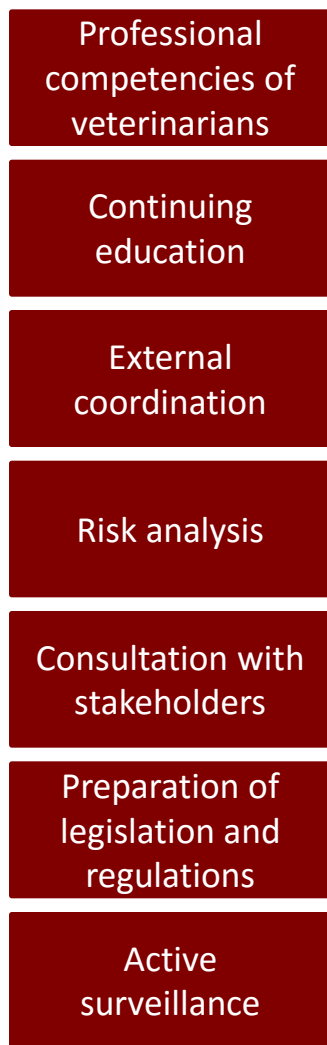 Professional
competencies of
veterinarians
Continuing
education
External
coordination
Risk analysis
Consultation with
stakeholders
Preparation of
legislation and
regulations
Active
surveillance